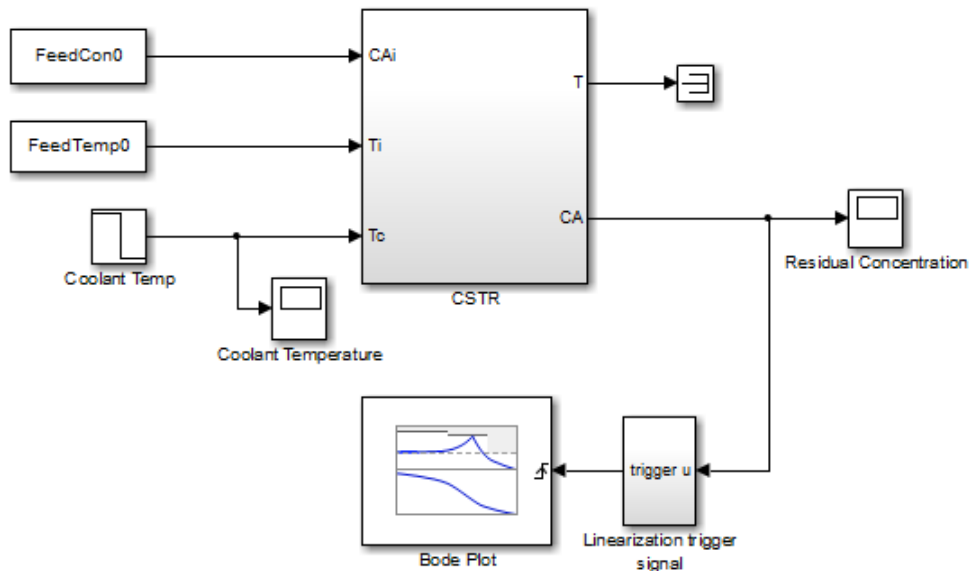 FeedCon0
CAi
T
FeedTemp0
Ti
CA
Tc
Coolant Temp
Residual Concentration
CSTR
Coolant Temperature
trigger u
Bode Plot
Linearization trigger
signal